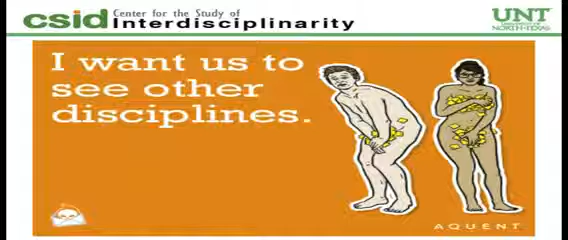 csid Center for the Study of
Interdisciplinarity
UNT
UNIVERSITY OF
NORTH·TEXAS
I want us to
see other
disciplines.
AQUENT